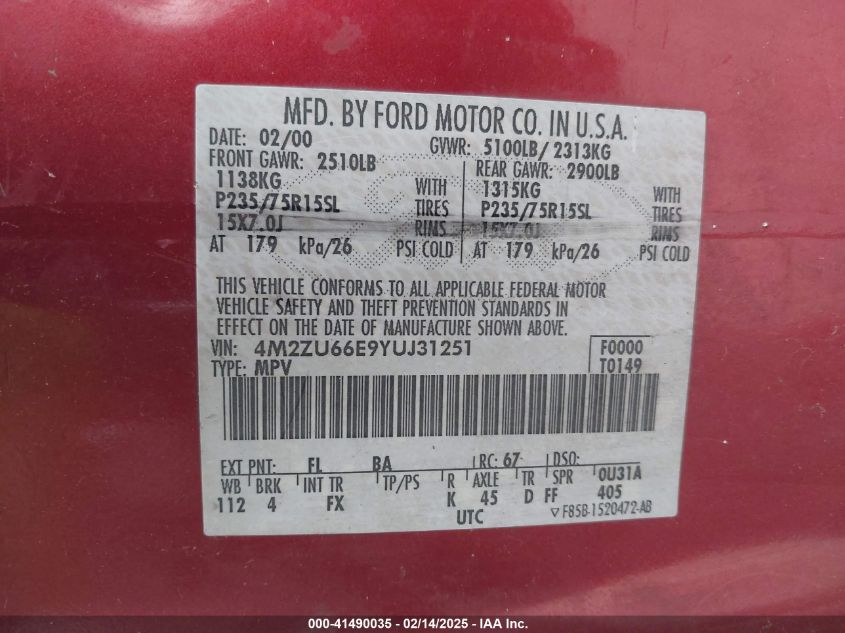 MFD. BY FORD MOTOR CO. IN U.S.A.
DATE: 02/00 GVWR: 5100LB/ 2313KG
FRONT GAWR: 2510LB REAR GAWR: 2900LB
1138KG WITH 1315KG WITH
P235/75R15SL TIRES P235/75R15SL TIRES
15X7.0J RIMS 15X7.0J RIMS
AT 179 kPa/26 PSI COLD AT 179 kPa/26 PSI COLD
THIS VEHICLE CONFORMS TO ALL APPLICABLE FEDERAL MOTOR
VEHICLE SAFETY AND THEFT PREVENTION STANDARDS IN
EFFECT ON THE DATE OF MANUFACTURE SHOWN ABOVE.
VIN: 4M2ZU66E9YUJ31251 F0000
TYPE: MPV T0149
EXT PNT: FL BA RC: 67 DSO:
WB BRK INT TR TP/PS R AXLE TR SPR 0U31A
112 4 FX K 45 D FF 405
UTC ▽ F85B-1520472-AB
000-41490035 - 02/14/2025 - IAA Inc.